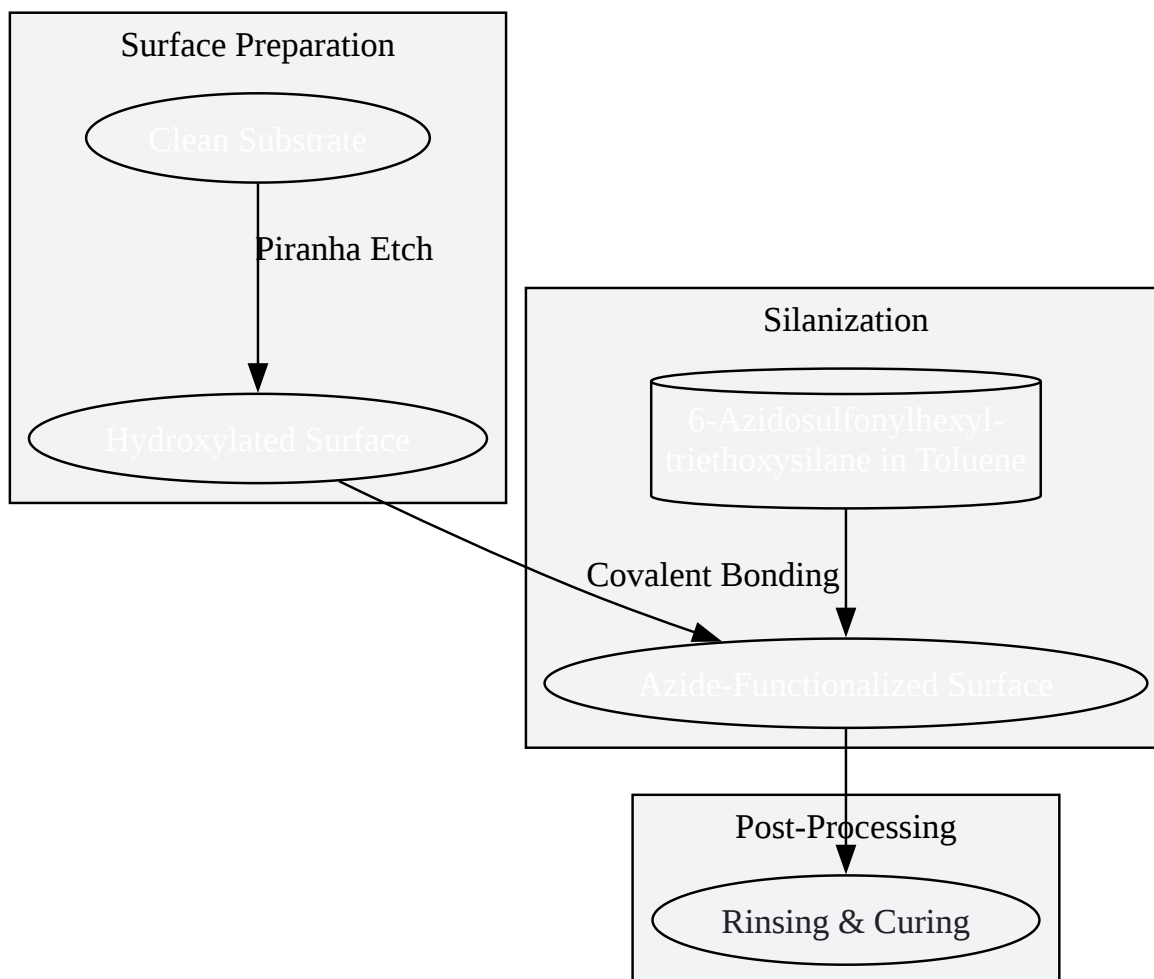 Surface Preparation
Clean Substrate
Piranha Etch
Hydroxylated Surface
Silanization
6-Azidosulfonylhexyl-
triethoxysilane in Toluene
Covalent Bonding
Azide-Functionalized Surface
Post-Processing
Rinsing & Curing